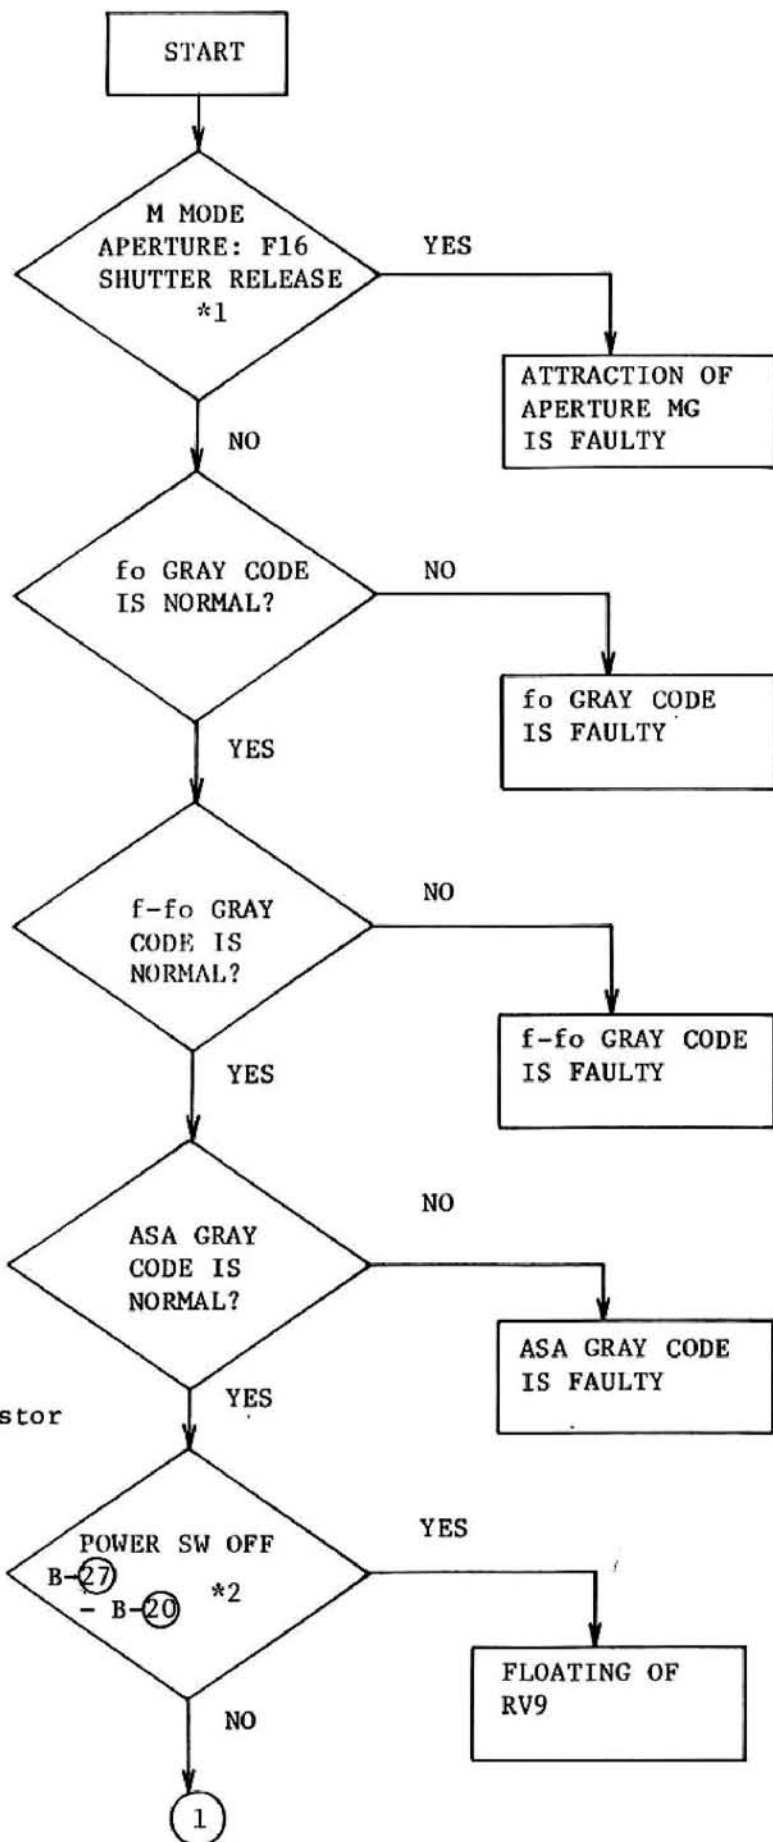 START
M MODE
APERTURE: F16
SHUTTER RELEASE
*1
YES
ATTRACTION OF
APERTURE MG
IS FAULTY
NO
fo GRAY CODE
IS NORMAL?
NO
fo GRAY CODE
IS FAULTY
YES
f-fo GRAY
CODE IS
NORMAL?
NO
f-fo GRAY CODE
IS FAULTY
YES
ASA GRAY
CODE IS
NORMAL?
NO
ASA GRAY CODE
IS FAULTY
YES
stor
POWER SW OFF
B-27
- B-20
*2
YES
FLOATING OF
RV9
NO
1